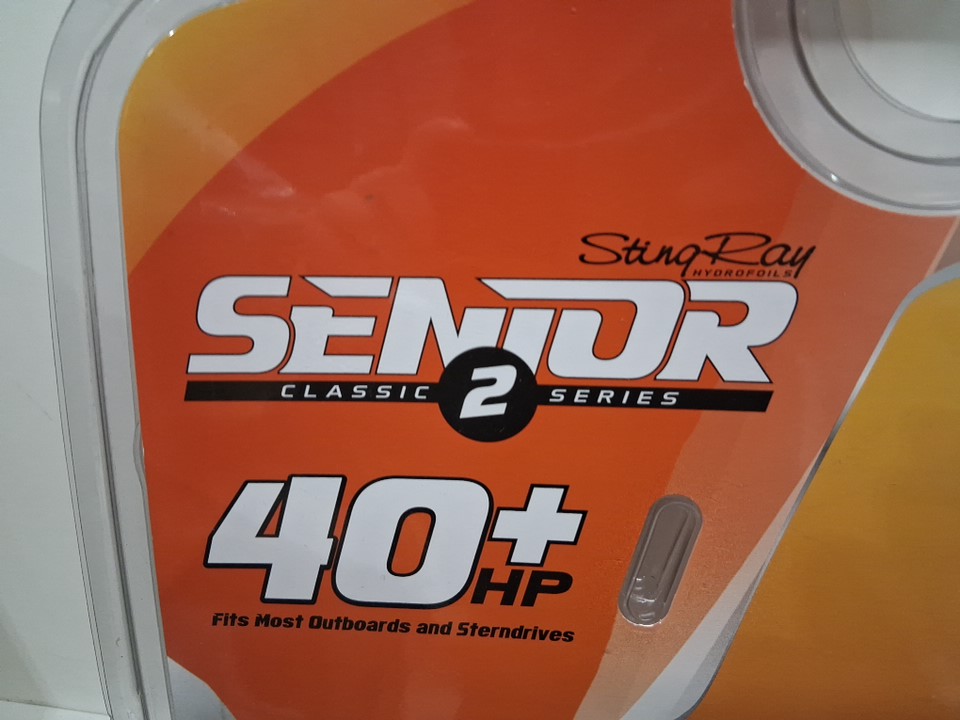 StingRay
HYDROFOILS
SENIOR
CLASSIC 2 SERIES
40+
HP
Fits Most Outboards and Sterndrives